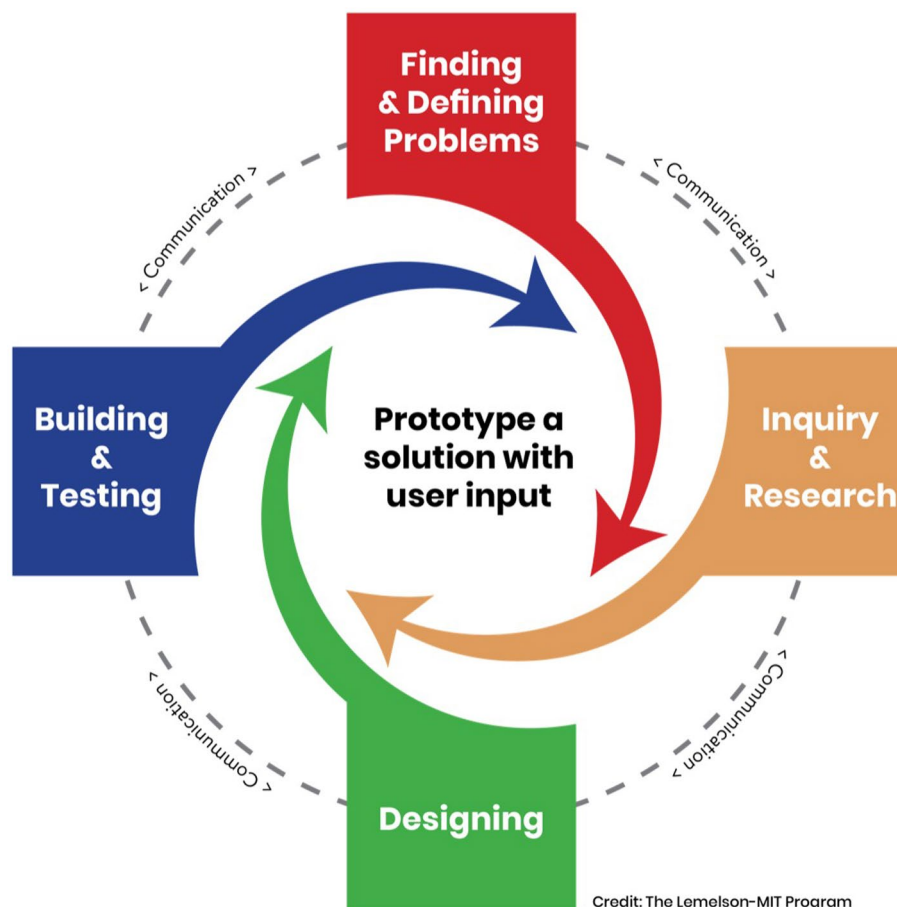 Finding
& Defining
Problems
< Communication >
< Communication >
Building
&
Testing
Prototype a
solution with
user input
Inquiry
&
Research
< Communication >
< Communication >
Designing
Credit: The Lemelson-MIT Program